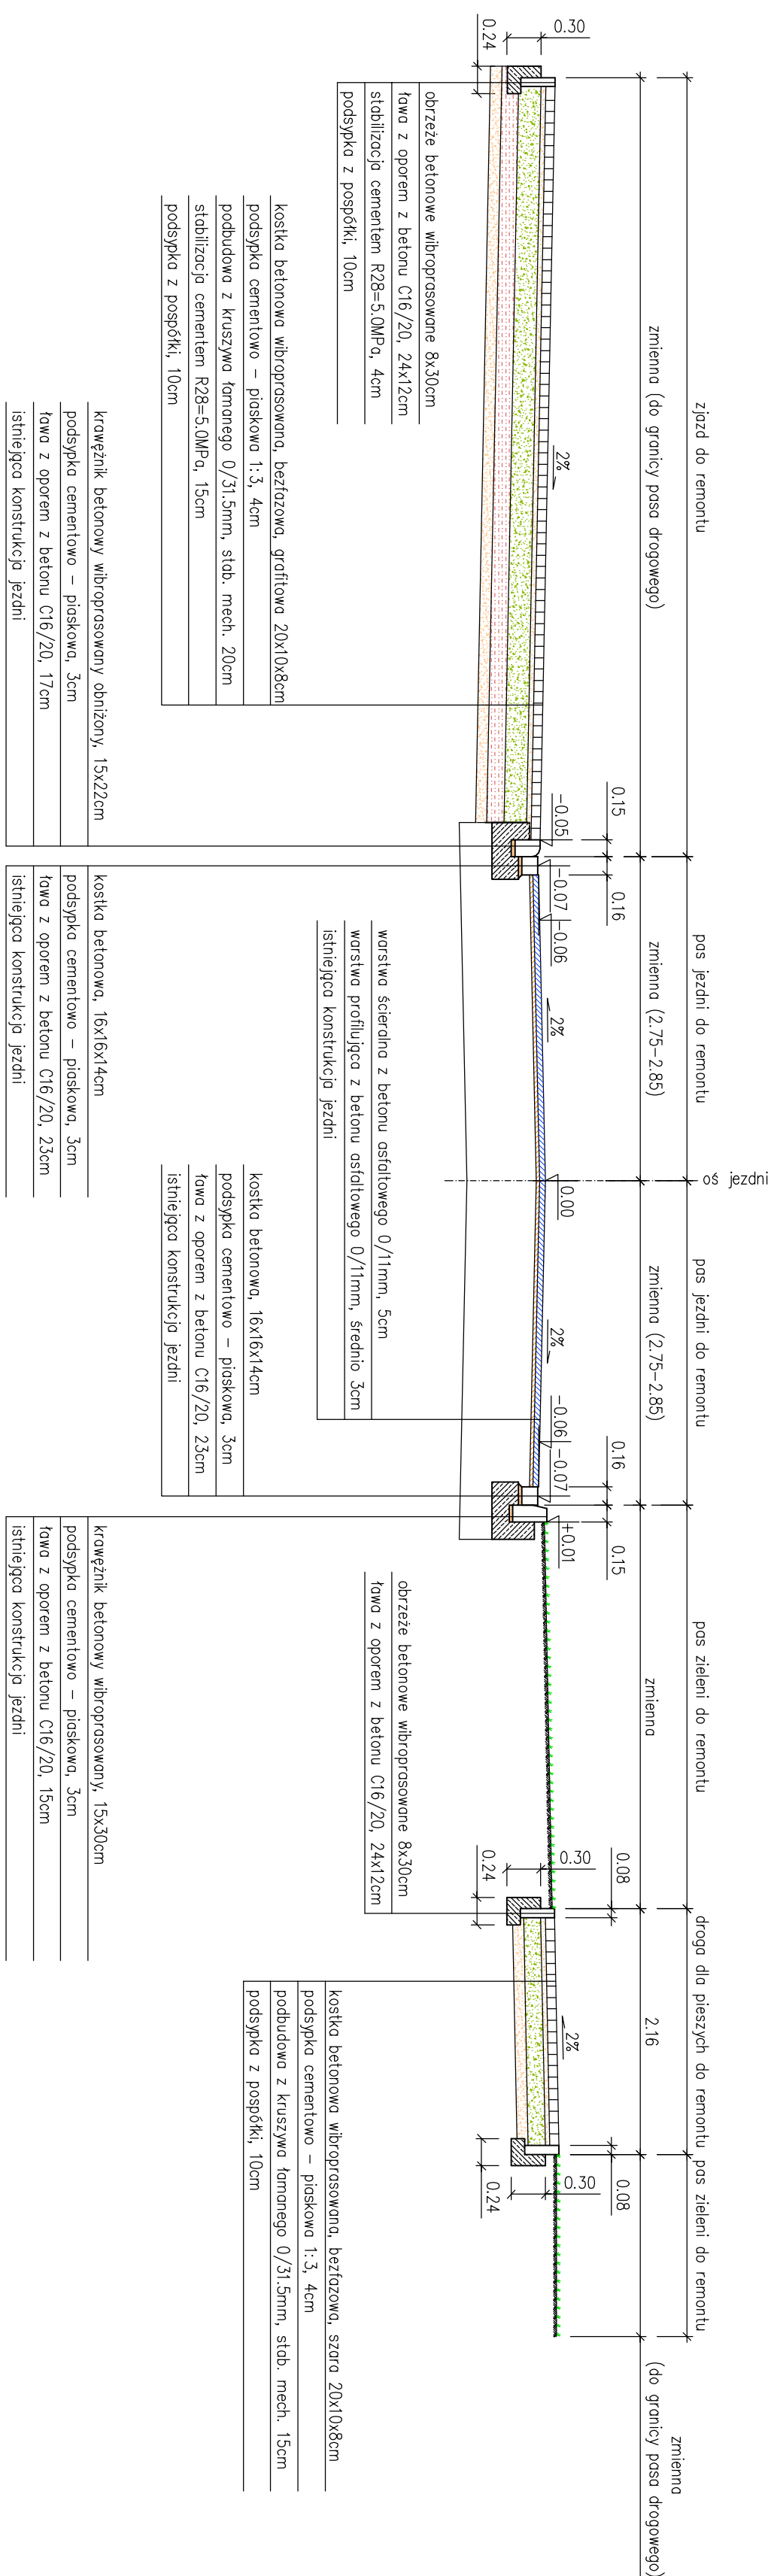 zjazd do remontu
pas jezdni do remontu
oś jezdni
pas jezdni do remontu
pas zieleni do remontu
droga dla pieszych do remontu
pas zieleni do remontu
zmienna
(do granicy pasa drogowego)
zmienna (do granicy pasa drogowego)
zmienna (2.75-2.85)
zmienna (2.75-2.85)
zmienna
2.16
0.15
0.16
0.16
0.15
0.08
0.08
0.30
0.24
2%
-0.05
-0.07
-0.06
2%
0.00
2%
-0.06
-0.07
+0.01
0.30
0.24
2%
0.30
0.24
obrzeże betonowe wibroprasowane 8x30cm
ława z oporem z betonu C16/20, 24x12cm
stabilizacja cementem R28=5.0MPa, 4cm
podsypka z pospółki, 10cm
kostka betonowa wibroprasowana, bezfazowa, grafitowa 20x10x8cm
podsypka cementowo - piaskowa 1:3, 4cm
podbudowa z kruszywa łamanego 0/31.5mm, stab. mech. 20cm
stabilizacja cementem R28=5.0MPa, 15cm
podsypka z pospółki, 10cm
krawężnik betonowy wibroprasowany obniżony, 15x22cm
podsypka cementowo - piaskowa, 3cm
ława z oporem z betonu C16/20, 17cm
istniejąca konstrukcja jezdni
kostka betonowa, 16x16x14cm
podsypka cementowo - piaskowa, 3cm
ława z oporem z betonu C16/20, 23cm
istniejąca konstrukcja jezdni
warstwa ścieralna z betonu asfaltowego 0/11mm, 5cm
warstwa profilująca z betonu asfaltowego 0/11mm, średnio 3cm
istniejąca konstrukcja jezdni
kostka betonowa, 16x16x14cm
podsypka cementowo - piaskowa, 3cm
ława z oporem z betonu C16/20, 23cm
istniejąca konstrukcja jezdni
krawężnik betonowy wibroprasowany, 15x30cm
podsypka cementowo - piaskowa, 3cm
ława z oporem z betonu C16/20, 15cm
istniejąca konstrukcja jezdni
obrzeże betonowe wibroprasowane 8x30cm
ława z oporem z betonu C16/20, 24x12cm
kostka betonowa wibroprasowana, bezfazowa, szara 20x10x8cm
podsypka cementowo - piaskowa 1:3, 4cm
podbudowa z kruszywa łamanego 0/31.5mm, stab. mech. 15cm
podsypka z pospółki, 10cm